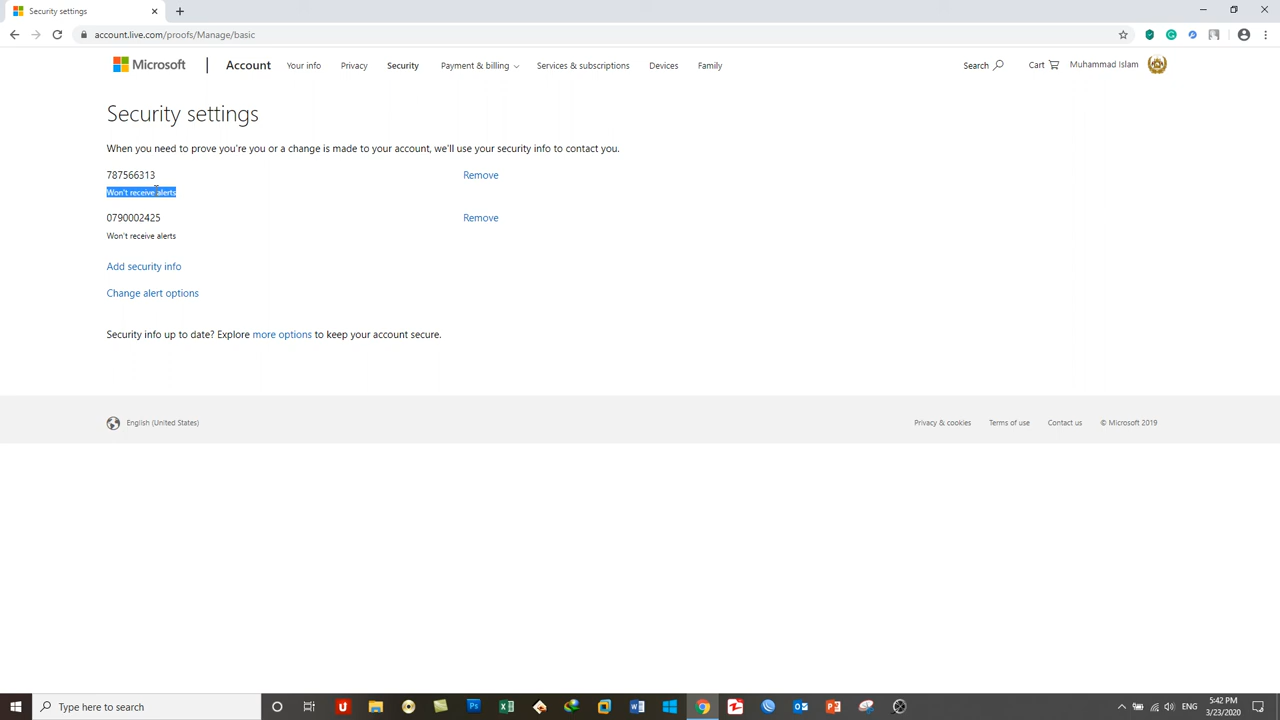 Security settings
account.live.com/proofs/Manage/basic
Microsoft Account Your info Privacy Security Payment & billing Services & subscriptions Devices Family Search Cart Muhammad Islam
Security settings
When you need to prove you're you or a change is made to your account, we'll use your security info to contact you.
787566313 Remove
Won't receive alerts
0790002425 Remove
Won't receive alerts
Add security info
Change alert options
Security info up to date? Explore more options to keep your account secure.
English (United States) Privacy & cookies Terms of use Contact us © Microsoft 2019
Type here to search ENG 5:42 PM
3/23/2020